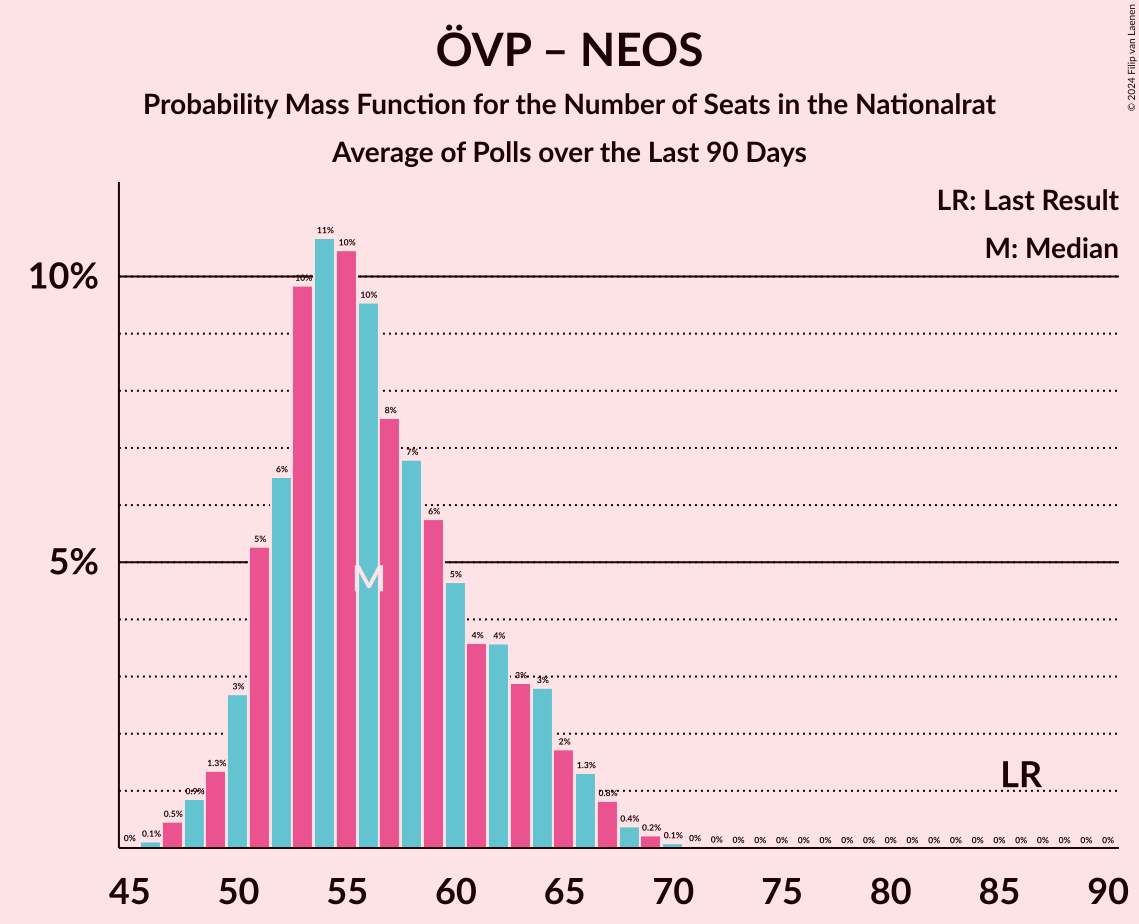 ÖVP – NEOS
Probability Mass Function for the Number of Seats in the Nationalrat
Average of Polls over the Last 90 Days
© 2024 Filip van Laenen
LR: Last Result
M: Median
10%
5%
0% 0.1% 0.5% 0.9% 1.3% 3% 5% 6% 10% 11% 10% 10% 8% 7% 6% 5% 4% 4% 3% 3% 2% 1.3% 0.8% 0.4% 0.2% 0.1% 0% 0% 0% 0% 0% 0% 0% 0% 0% 0% 0% 0% 0% 0% 0% 0% 0% 0% 0% 0%
M
LR
45 50 55 60 65 70 75 80 85 90